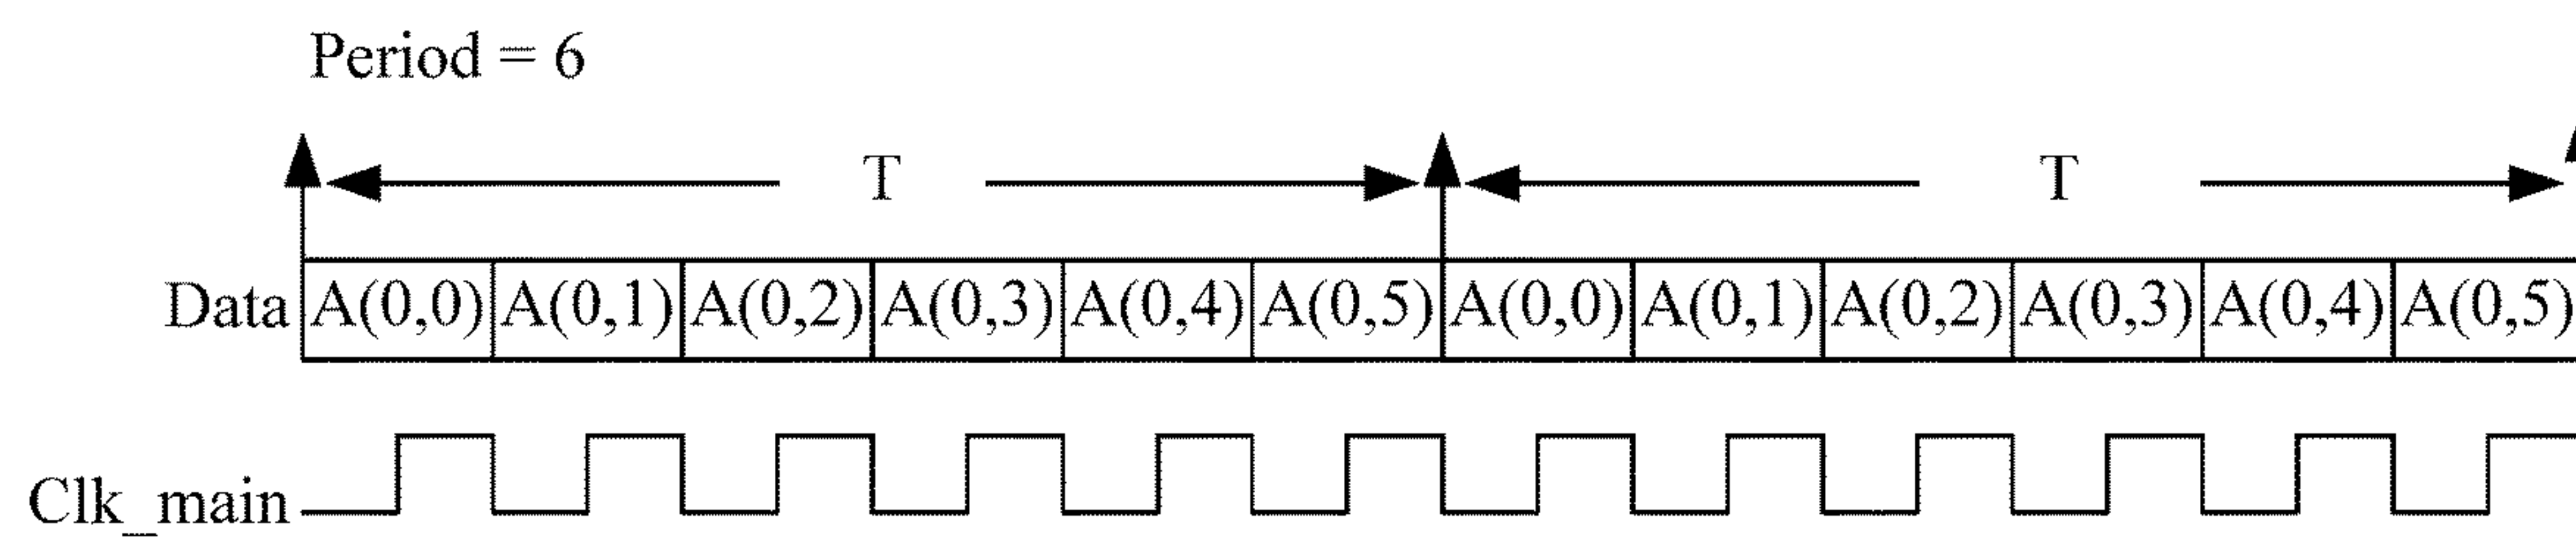 Period = 6
T T
Data A(0,0) A(0,1) A(0,2) A(0,3) A(0,4) A(0,5) A(0,0) A(0,1) A(0,2) A(0,3) A(0,4) A(0,5)
Clk_main